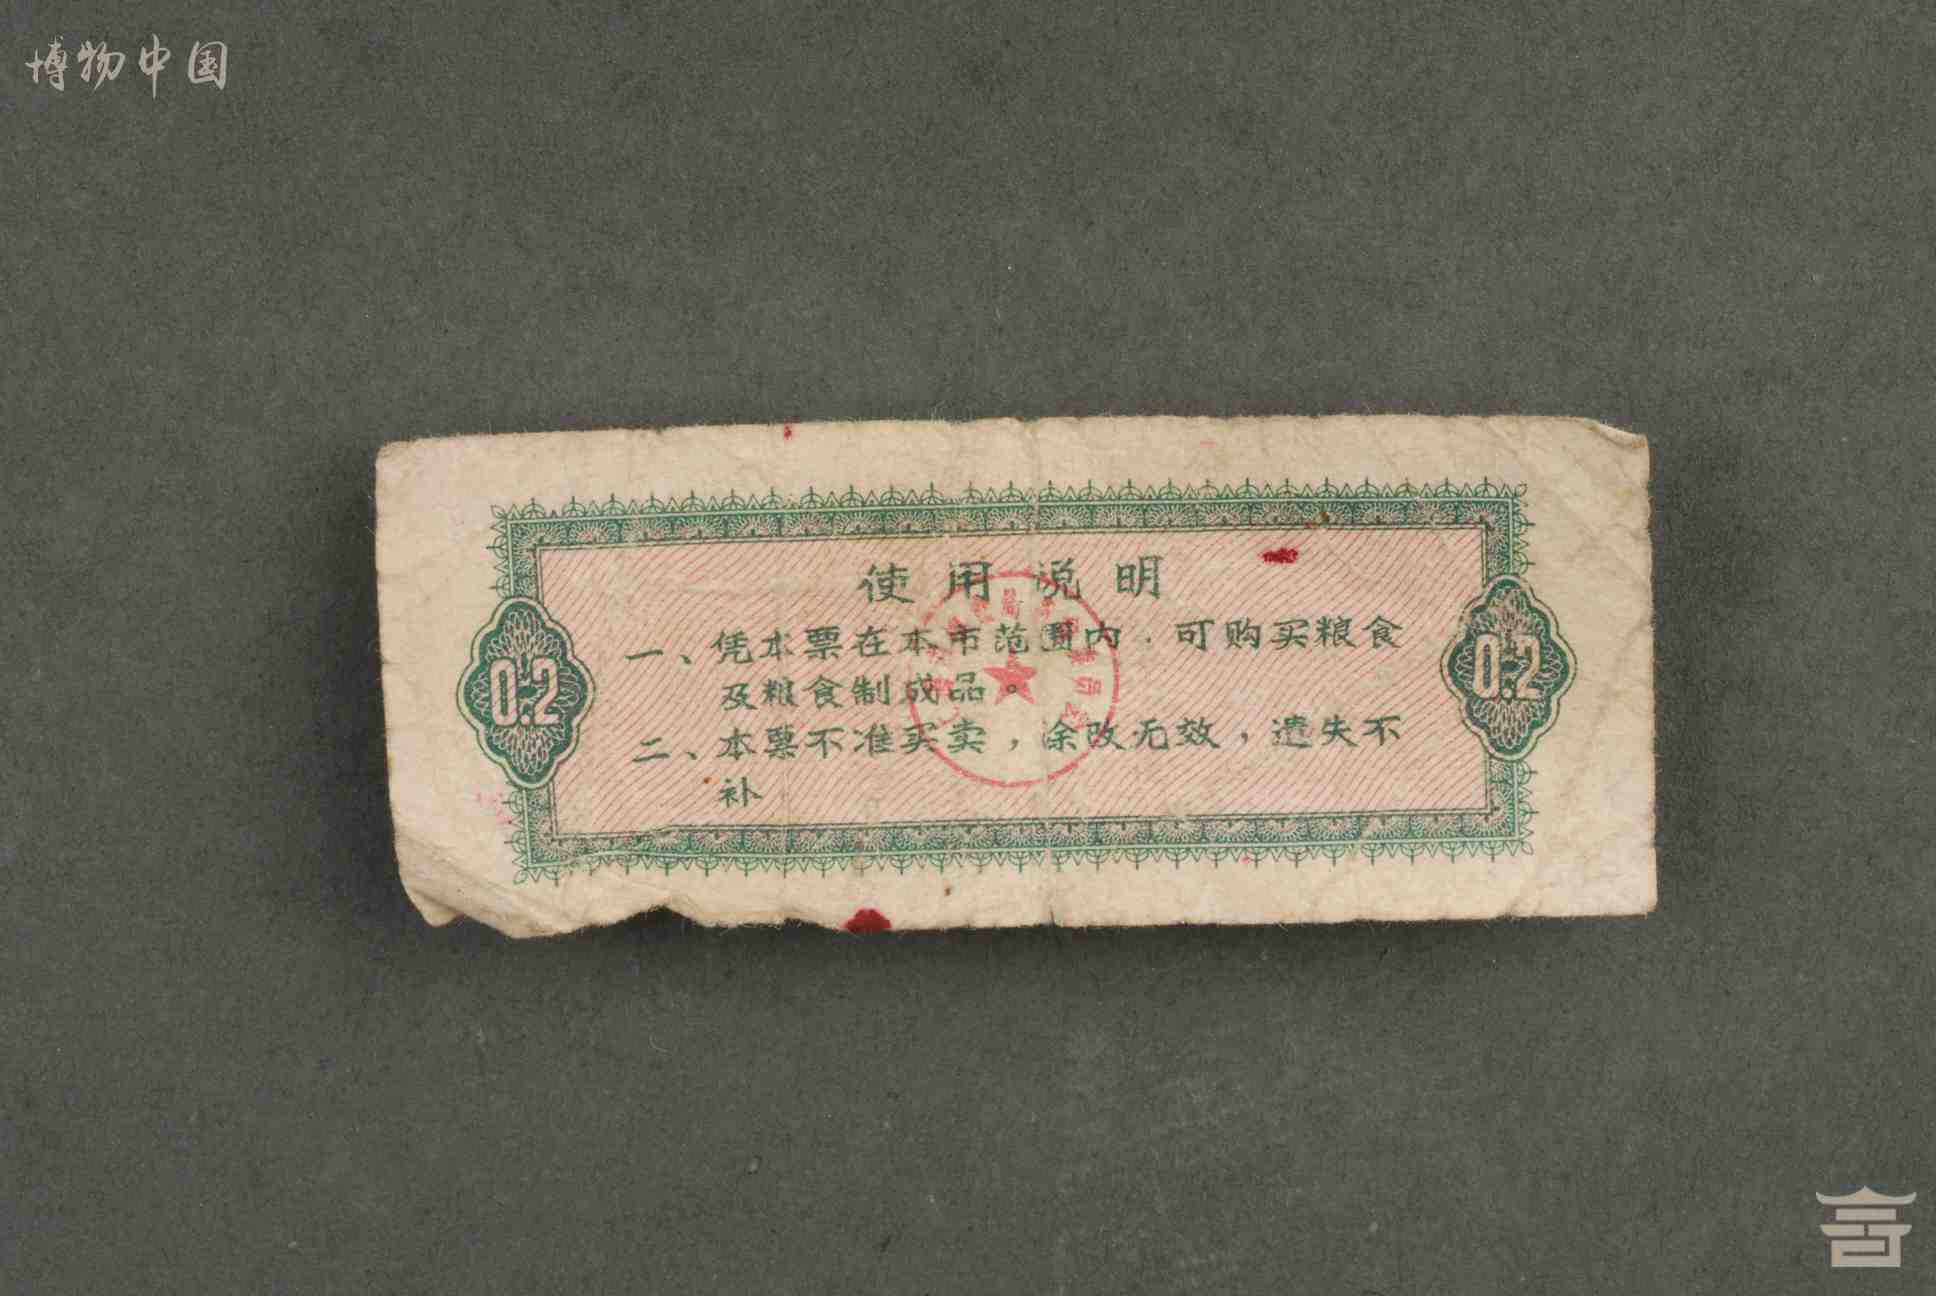 博物中国
使用说明
一、凭本票在本市范围内，可购买粮食
及粮食制成品。
0.2
0.2
二、本票不准买卖，涂改无效，遗失不
补